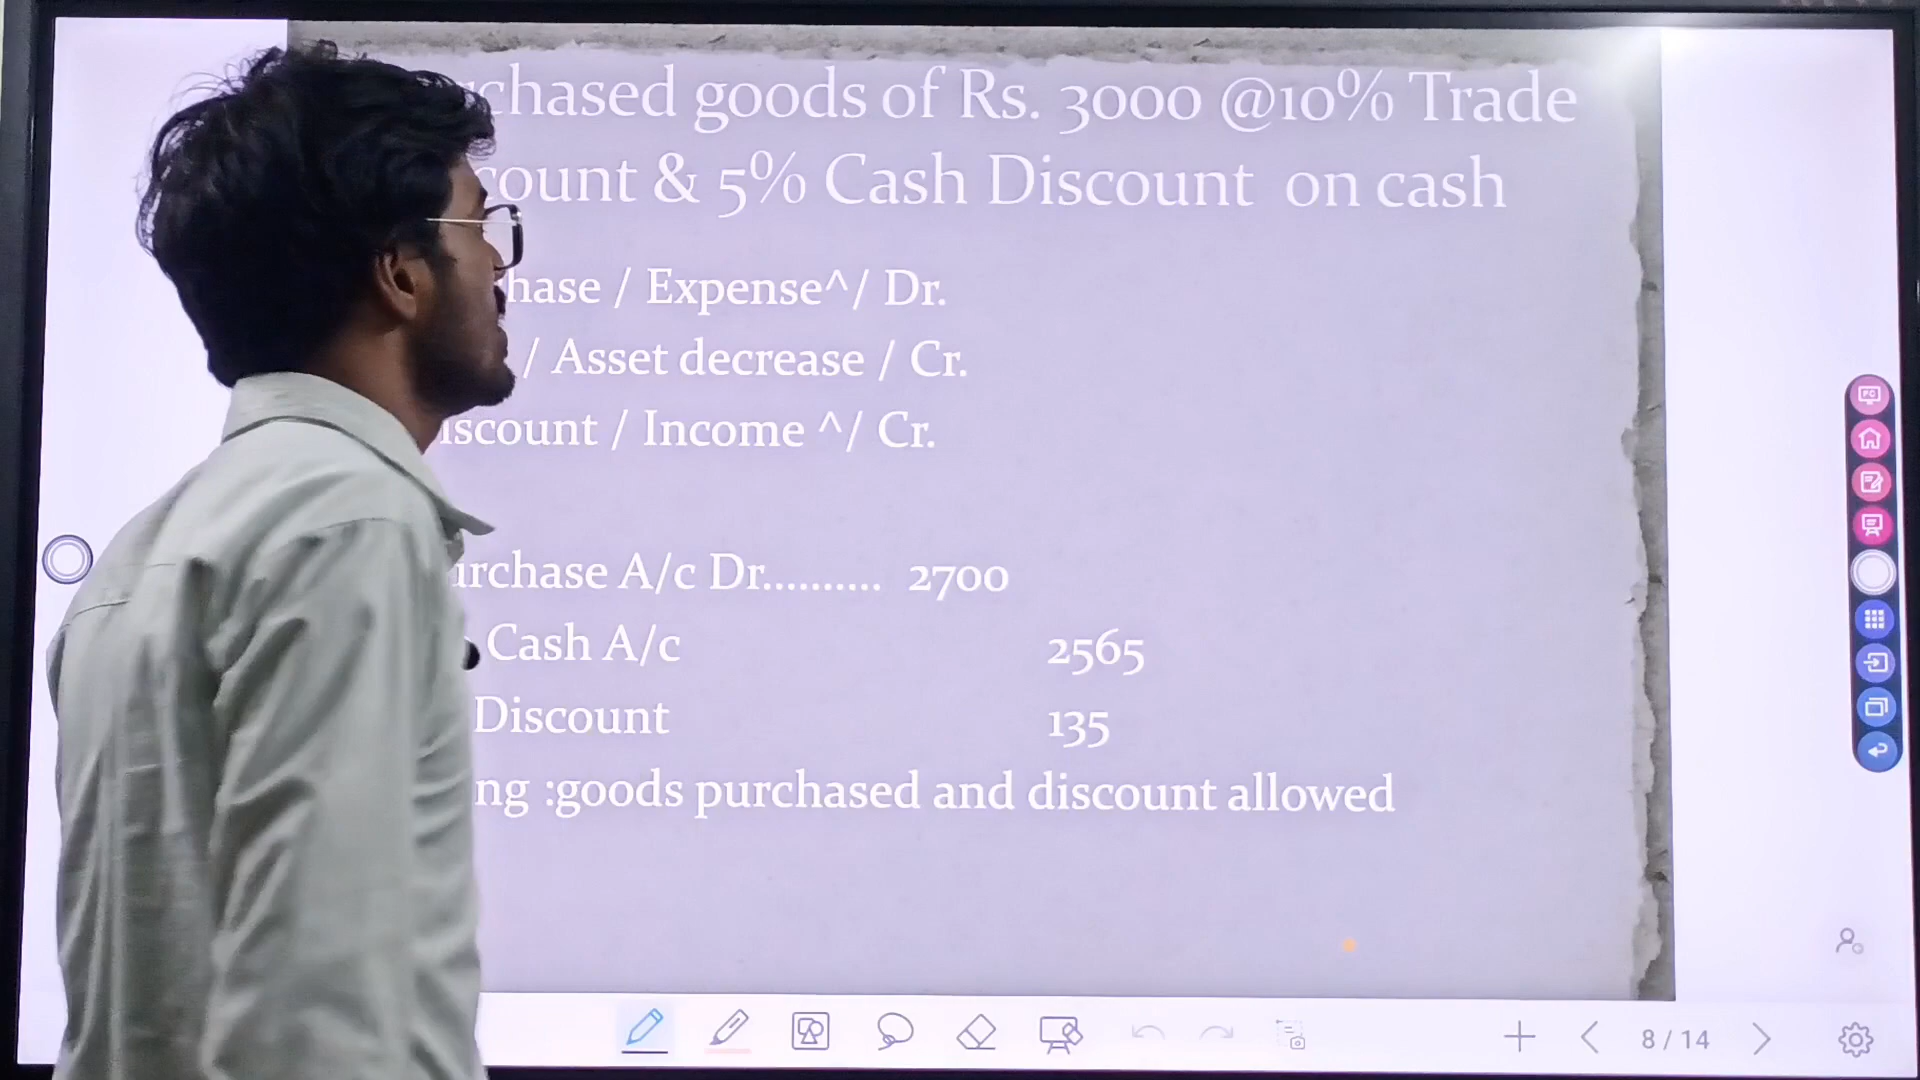 chased goods of Rs. 3000 @10% Trade
count & 5% Cash Discount on cash
hase / Expense^/ Dr.
/ Asset decrease / Cr.
iscount / Income ^/ Cr.
urchase A/c Dr.......... 2700
Cash A/c 2565
Discount 135
ng :goods purchased and discount allowed
8 / 14